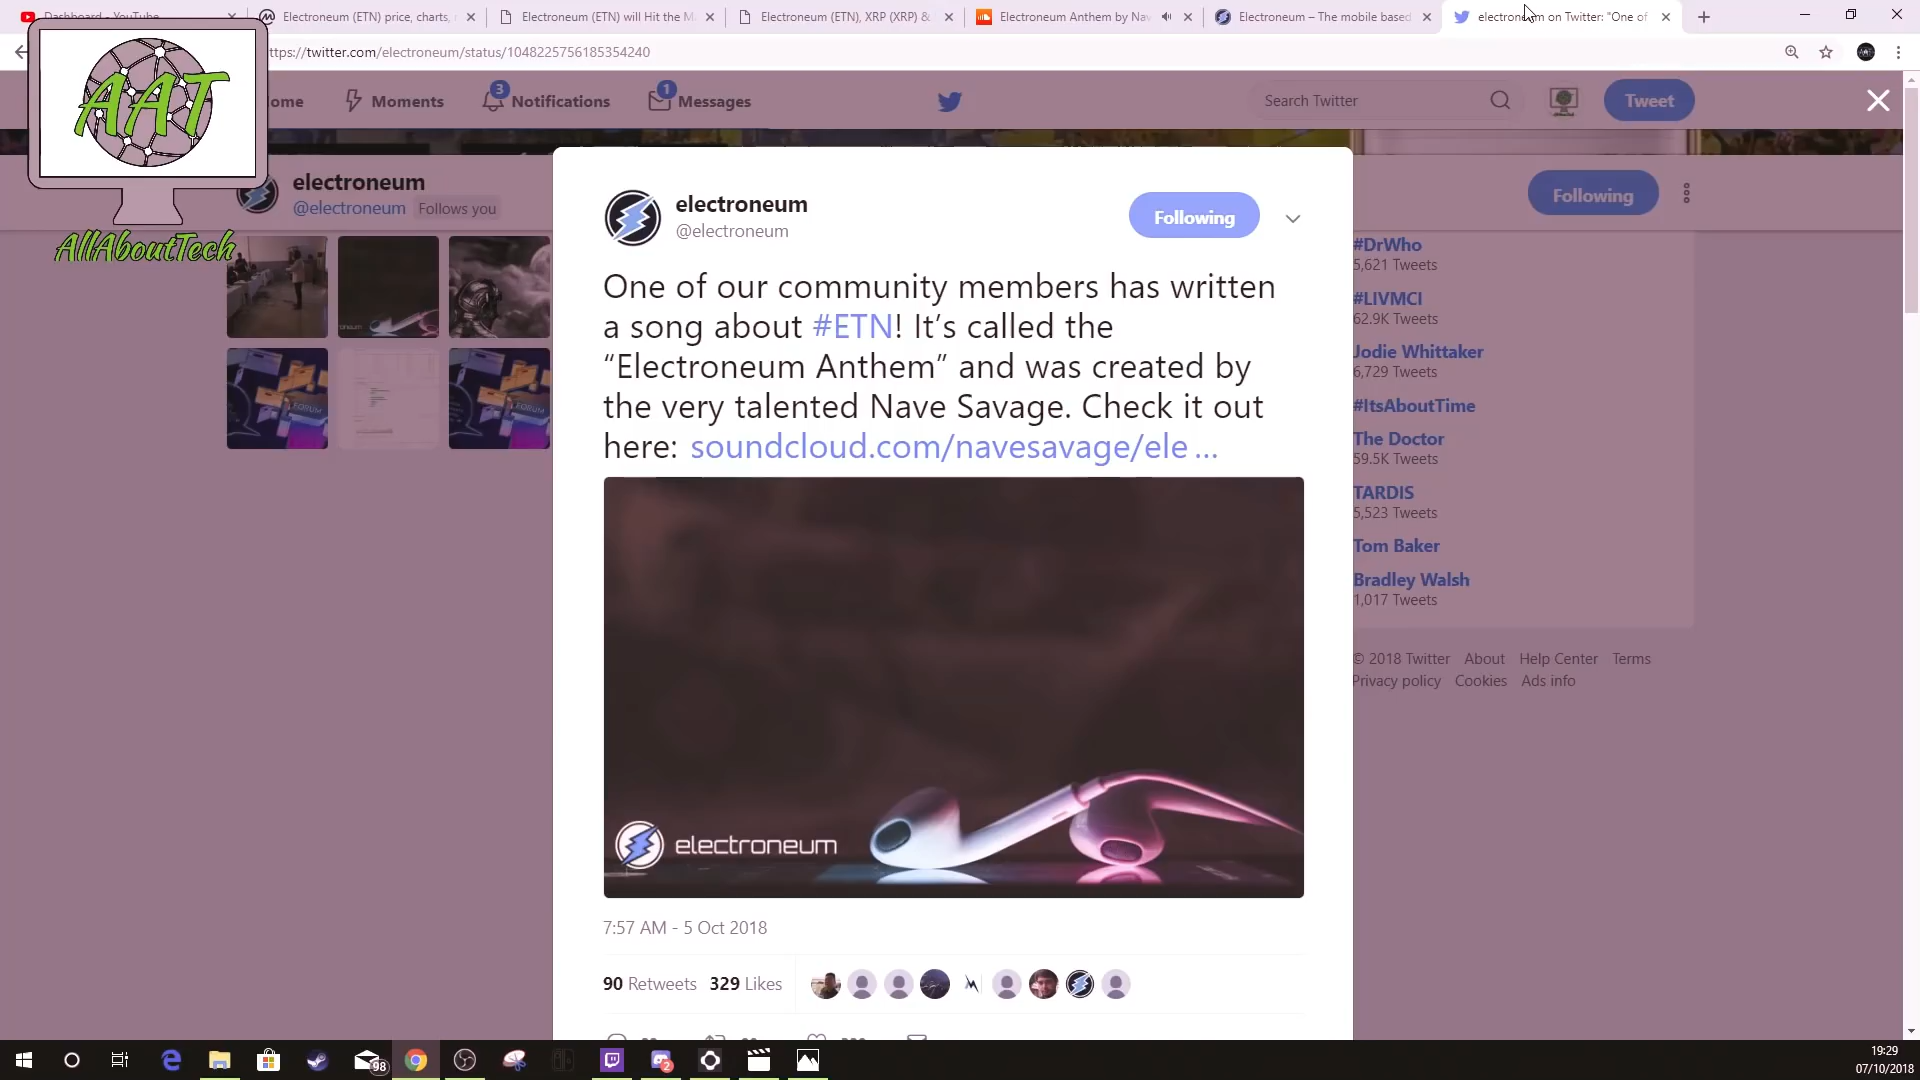 Dashboard - YouTube
Electroneum (ETN) price, charts,
Electroneum (ETN) will Hit the M
Electroneum (ETN), XRP (XRP) &
Electroneum Anthem by Nav
Electroneum – The mobile based
electroneum on Twitter: "One of
ttps://twitter.com/electroneum/status/1048225756185354240
AAT
AllAboutTech
ome
Moments
3
Notifications
1
Messages
Search Twitter
Tweet
electroneum
@electroneum
Follows you
Following
electroneum
@electroneum
Following
One of our community members has written
a song about #ETN! It’s called the
“Electroneum Anthem” and was created by
the very talented Nave Savage. Check it out
here: soundcloud.com/navesavage/ele…
electroneum
7:57 AM - 5 Oct 2018
90 Retweets 329 Likes
FORUM
FORUM
#DrWho
5,621 Tweets
#LIVMCI
62.9K Tweets
Jodie Whittaker
6,729 Tweets
#ItsAboutTime
The Doctor
59.5K Tweets
TARDIS
5,523 Tweets
Tom Baker
Bradley Walsh
1,017 Tweets
© 2018 Twitter About Help Center Terms
Privacy policy Cookies Ads info
98
2
19:29
07/10/2018